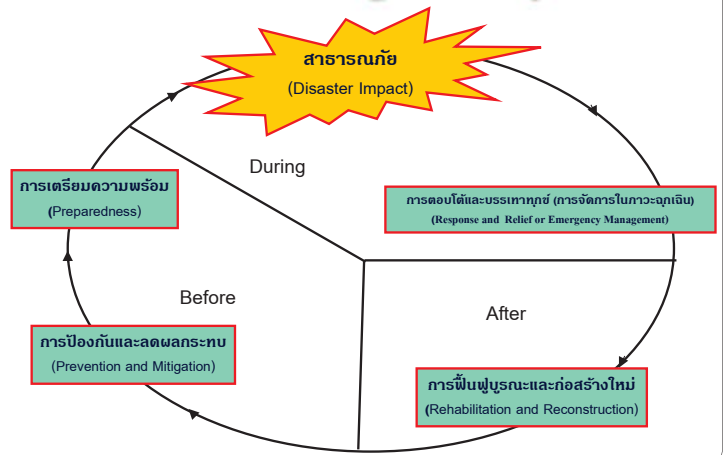 สาธารณภัย
(Disaster Impact)
During
การเตรียมความพร้อม
(Preparedness)
การตอบโต้และบรรเทาทุกข์ (การจัดการในภาวะฉุกเฉิน)
(Response and Relief or Emergency Management)
Before
After
การป้องกันและลดผลกระทบ
(Prevention and Mitigation)
การฟื้นฟูบูรณะและก่อสร้างใหม่
(Rehabilitation and Reconstruction)